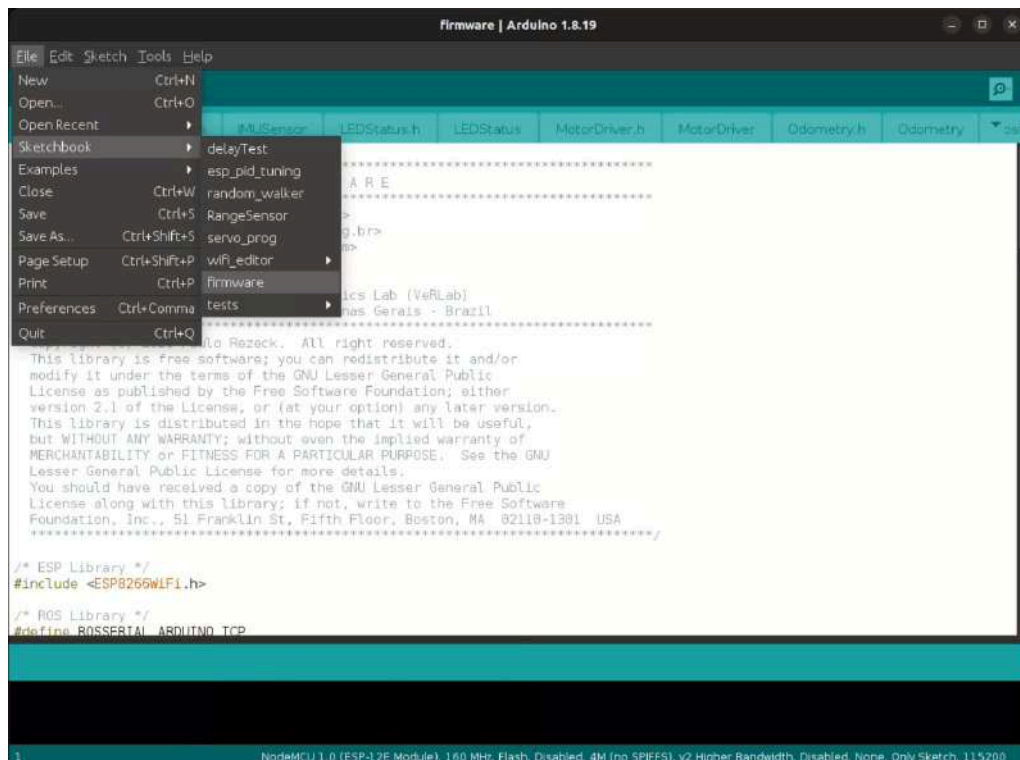 firmware | Arduino 1.8.19
File Edit Sketch Tools Help
New Ctrl+N
Open... Ctrl+O
Open Recent
Sketchbook
Examples
Close Ctrl+W
Save Ctrl+S
Save As... Ctrl+Shift+S
Page Setup Ctrl+Shift+P
Print Ctrl+P
Preferences Ctrl+Comma
Quit Ctrl+Q
delayTest
esp_pid_tuning
random_walker
RangeSensor
servo_prog
wifi_editor
firmware
tests
IMUSensor LEDStatus.h LEDStatus MotorDriver.h MotorDriver Odometry.h Odometry
******************************************
A R E
******************************************
>
g.br>
m>
ics Lab (VeRLab)
nas Gerais - Brazil
******************************************
lo Rezeck. All right reserved.
This library is free software; you can redistribute it and/or
modify it under the terms of the GNU Lesser General Public
License as published by the Free Software Foundation; either
version 2.1 of the License, or (at your option) any later version.
This library is distributed in the hope that it will be useful,
but WITHOUT ANY WARRANTY; without even the implied warranty of
MERCHANTABILITY or FITNESS FOR A PARTICULAR PURPOSE. See the GNU
Lesser General Public License for more details.
You should have received a copy of the GNU Lesser General Public
License along with this library; if not, write to the Free Software
Foundation, Inc., 51 Franklin St, Fifth Floor, Boston, MA 02110-1301 USA
******************************************************************************/
/* ESP Library */
#include <ESP8266WiFi.h>
/* ROS Library */
#define ROSSERIAL_ARDUINO_TCP
1 NodeMCU 1.0 (ESP-12E Module), 160 MHz, Flash, Disabled, 4M (no SPIFFS), v2 Higher Bandwidth, Disabled, None, Only Sketch, 115200